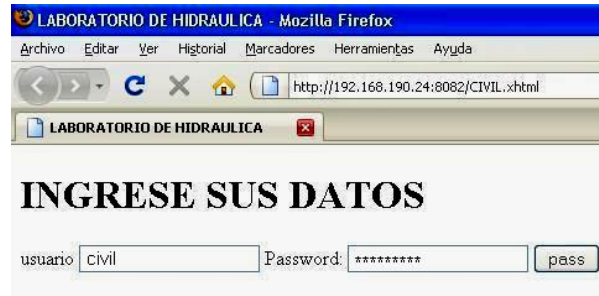 LABORATORIO DE HIDRAULICA - Mozilla Firefox
Archivo Editar Ver Historial Marcadores Herramientas Ayuda
http://192.168.190.24:8082/CIVIL.xhtml
LABORATORIO DE HIDRAULICA
INGRESE SUS DATOS
usuario civil Password: ********* pass